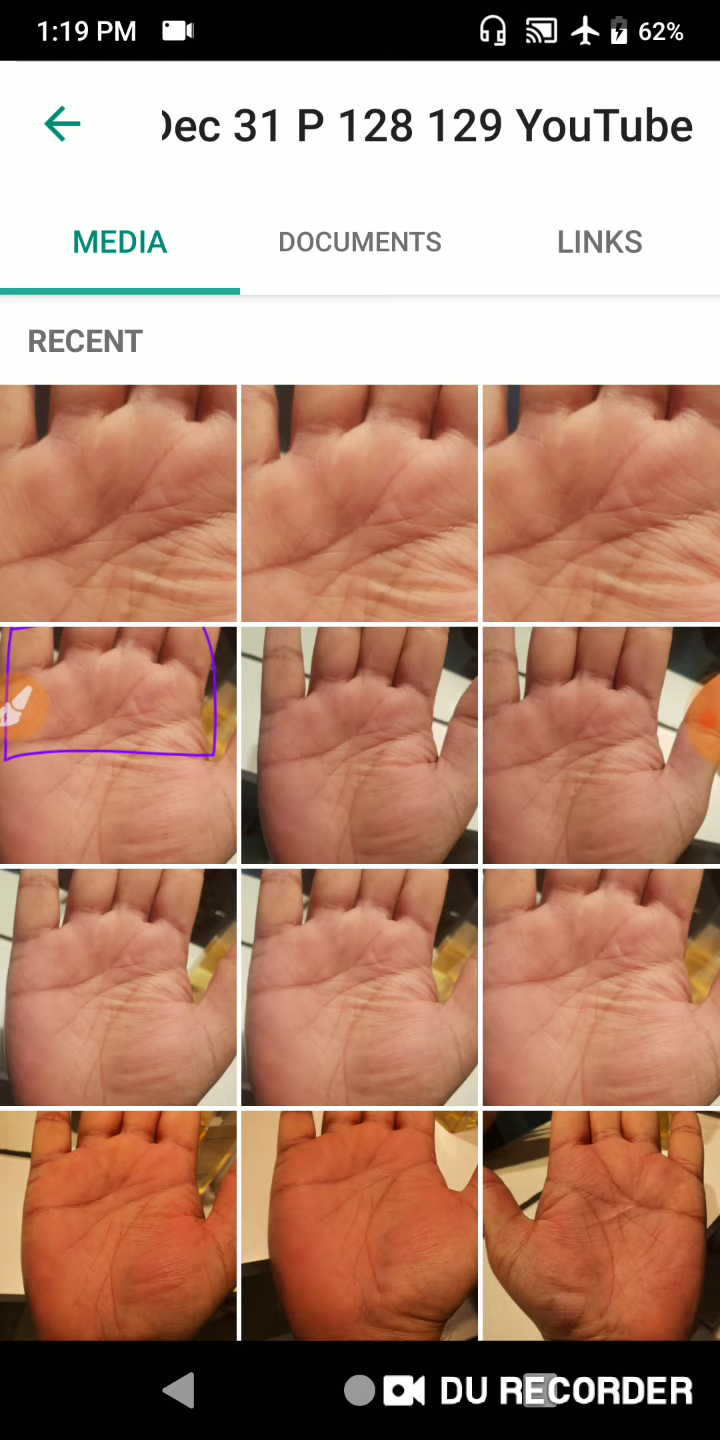 1:19 PM 62%
Dec 31 P 128 129 YouTube
MEDIA DOCUMENTS LINKS
RECENT
DU RECORDER